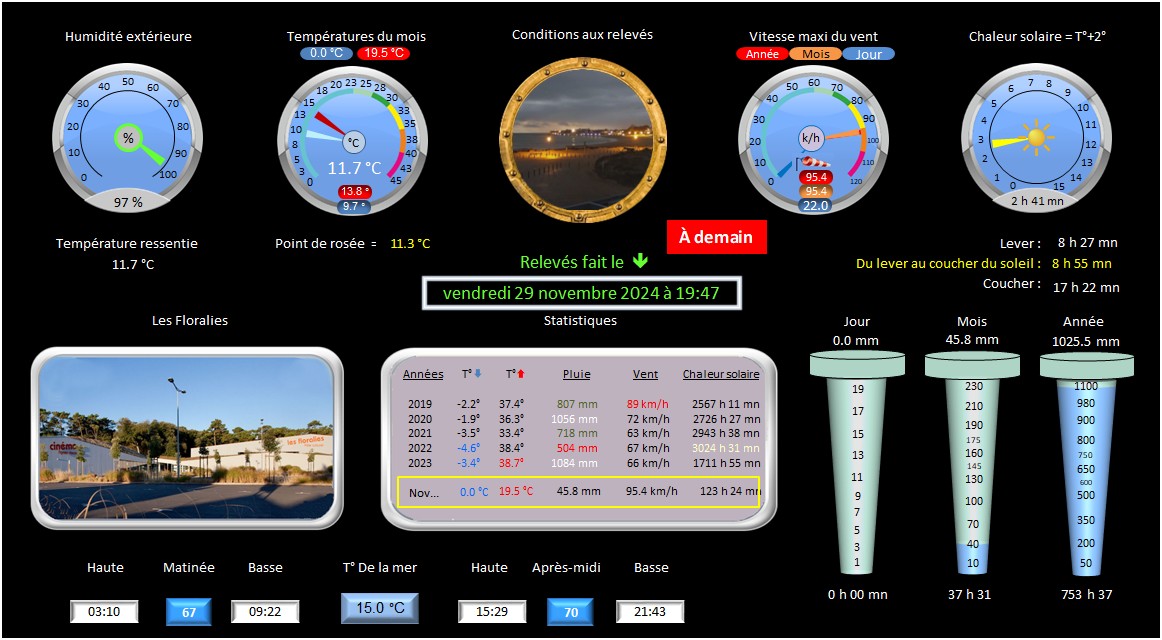 Humidité extérieure
Températures du mois
0.0 °C 19.5 °C
Conditions aux relevés
Vitesse maxi du vent
Année Mois Jour
Chaleur solaire = T°+2°
0 10 20 30 40 50 60 70 80 90 100
%
97 %
0 3 5 8 10 13 15 18 20 23 25 28 30 33 35 38 40 43 45
°C
11.7 °C
13.8 °
9.7 °
0 10 20 30 40 50 60 70 80 90 100 110 120
k/h
95.4
95.4
22.0
0 1 2 3 4 5 6 7 8 9 10 11 12 13 14 15
2 h 41 mn
Température ressentie
11.7 °C
Point de rosée = 11.3 °C
À demain
Relevés fait le
vendredi 29 novembre 2024 à 19:47
Lever : 8 h 27 mn
Du lever au coucher du soleil : 8 h 55 mn
Coucher : 17 h 22 mn
Les Floralies
cinéma
les floralies
Statistiques
Années T° T° Pluie Vent Chaleur solaire
2019 -2.2° 37.4° 807 mm 89 km/h 2567 h 11 mn
2020 -1.9° 36.3° 1056 mm 72 km/h 2726 h 27 mn
2021 -3.5° 33.4° 718 mm 63 km/h 2943 h 38 mn
2022 -4.6° 38.4° 504 mm 67 km/h 3024 h 31 mn
2023 -3.4° 38.7° 1084 mm 66 km/h 1711 h 55 mn
Nov... 0.0 °C 19.5 °C 45.8 mm 95.4 km/h 123 h 24 mn
Jour
0.0 mm
19
17
15
13
11
9
7
5
3
1
0 h 00 mn
Mois
45.8 mm
230
210
190
175
160
145
130
100
70
40
10
37 h 31
Année
1025.5 mm
1100
980
900
800
750
650
600
500
350
200
50
753 h 37
Haute Matinée Basse
03:10 67 09:22
T° De la mer
15.0 °C
Haute Après-midi Basse
15:29 70 21:43